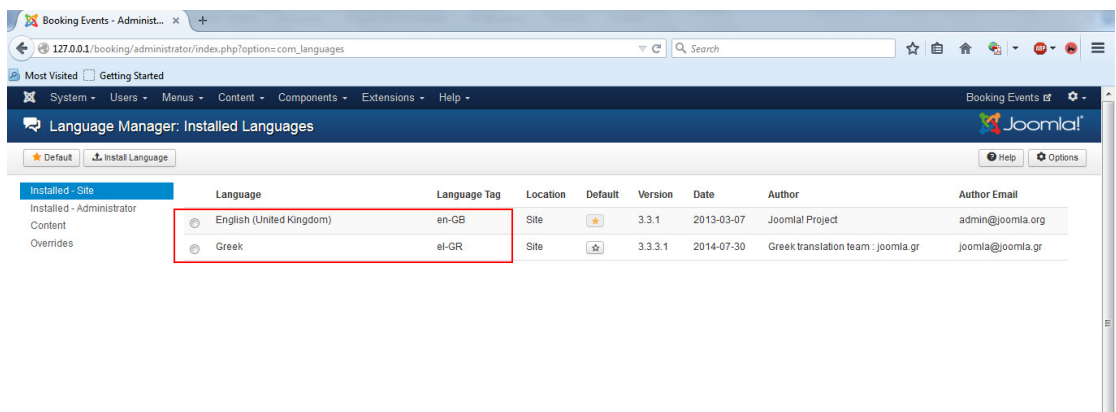 Booking Events - Administ... × +
127.0.0.1/booking/administrator/index.php?option=com_languages Search ABP
Most Visited Getting Started
System Users Menus Content Components Extensions Help Booking Events
Language Manager: Installed Languages Joomla!
Default Install Language Help Options
Installed - Site
Installed - Administrator
Content
Overrides
Language Language Tag Location Default Version Date Author Author Email
English (United Kingdom) en-GB Site 3.3.1 2013-03-07 Joomla! Project admin@joomla.org
Greek el-GR Site 3.3.3.1 2014-07-30 Greek translation team : joomla.gr joomla@joomla.gr